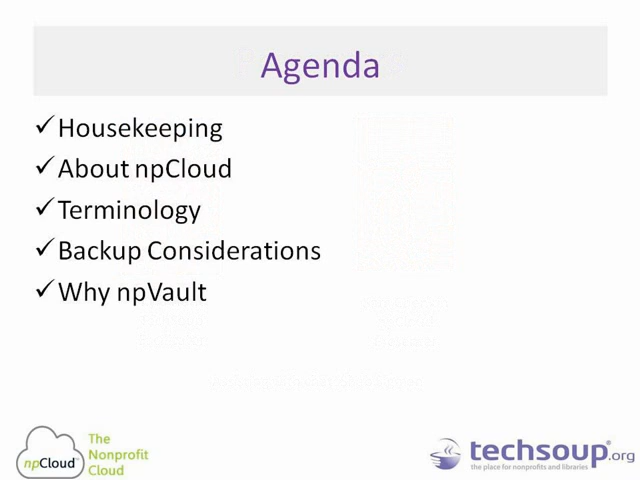 Agenda
✓Housekeeping
✓About npCloud
✓Terminology
✓Backup Considerations
✓Why npVault
npCloud™
The
Nonprofit
Cloud
techsoup®.org
the place for nonprofits and libraries